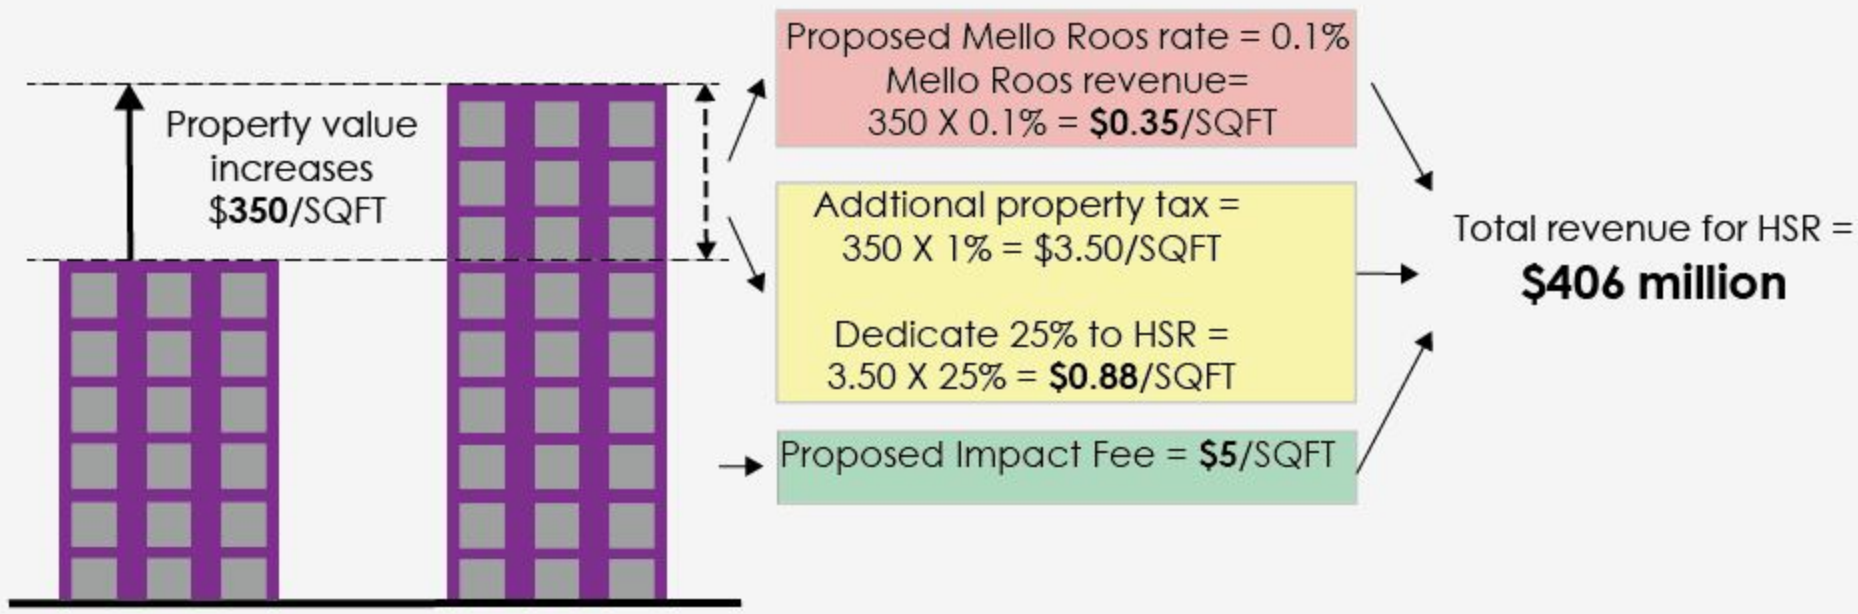 Property value
increases
$350/SQFT
Proposed Mello Roos rate = 0.1%
Mello Roos revenue=
350 X 0.1% = $0.35/SQFT
Addtional property tax =
350 X 1% = $3.50/SQFT
Dedicate 25% to HSR =
3.50 X 25% = $0.88/SQFT
Proposed Impact Fee = $5/SQFT
Total revenue for HSR =
$406 million